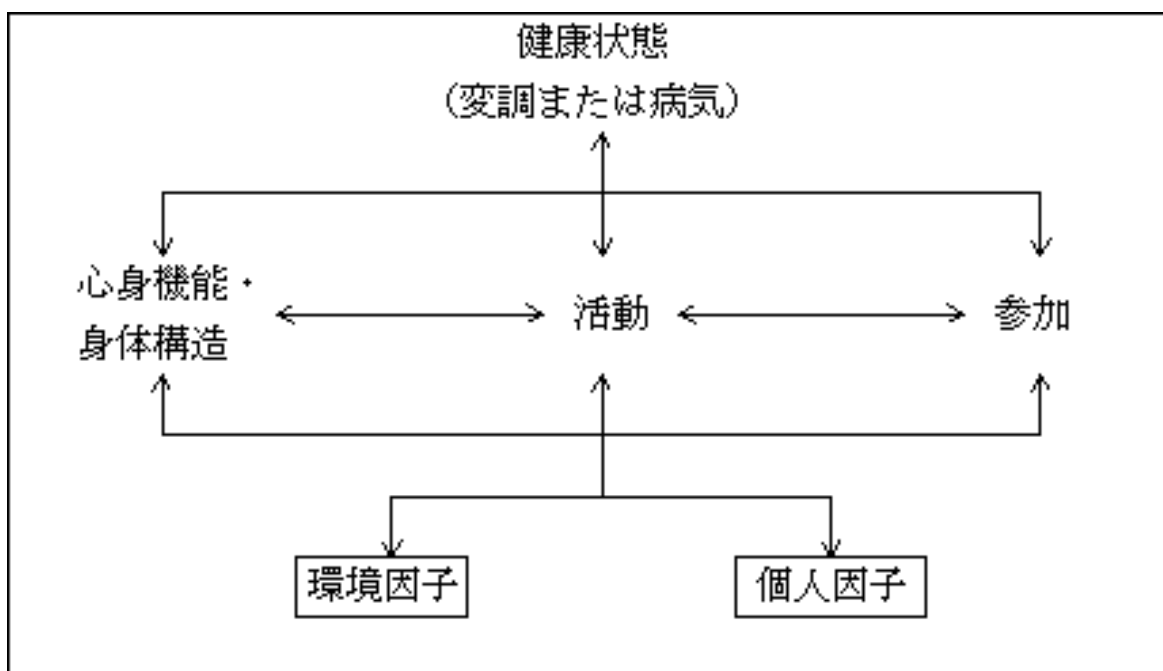 健康状態
（変調または病気）
心身機能・
身体構造
活動
参加
環境因子
個人因子